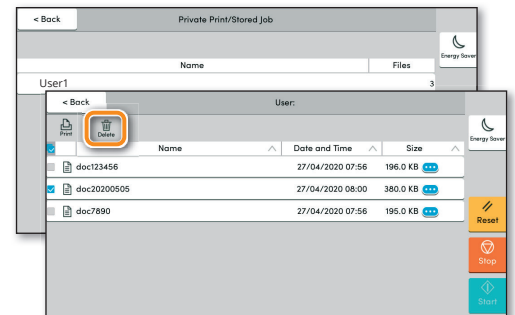 < Back Private Print/Stored Job
Energy Saver
Name Files
User1 3
< Back User:
Print Delete
Energy Saver
Name Date and Time Size
doc123456 27/04/2020 07:56 196.0 KB
doc20200505 27/04/2020 08:00 380.0 KB
doc7890 27/04/2020 07:56 195.0 KB
Reset
Stop
Start